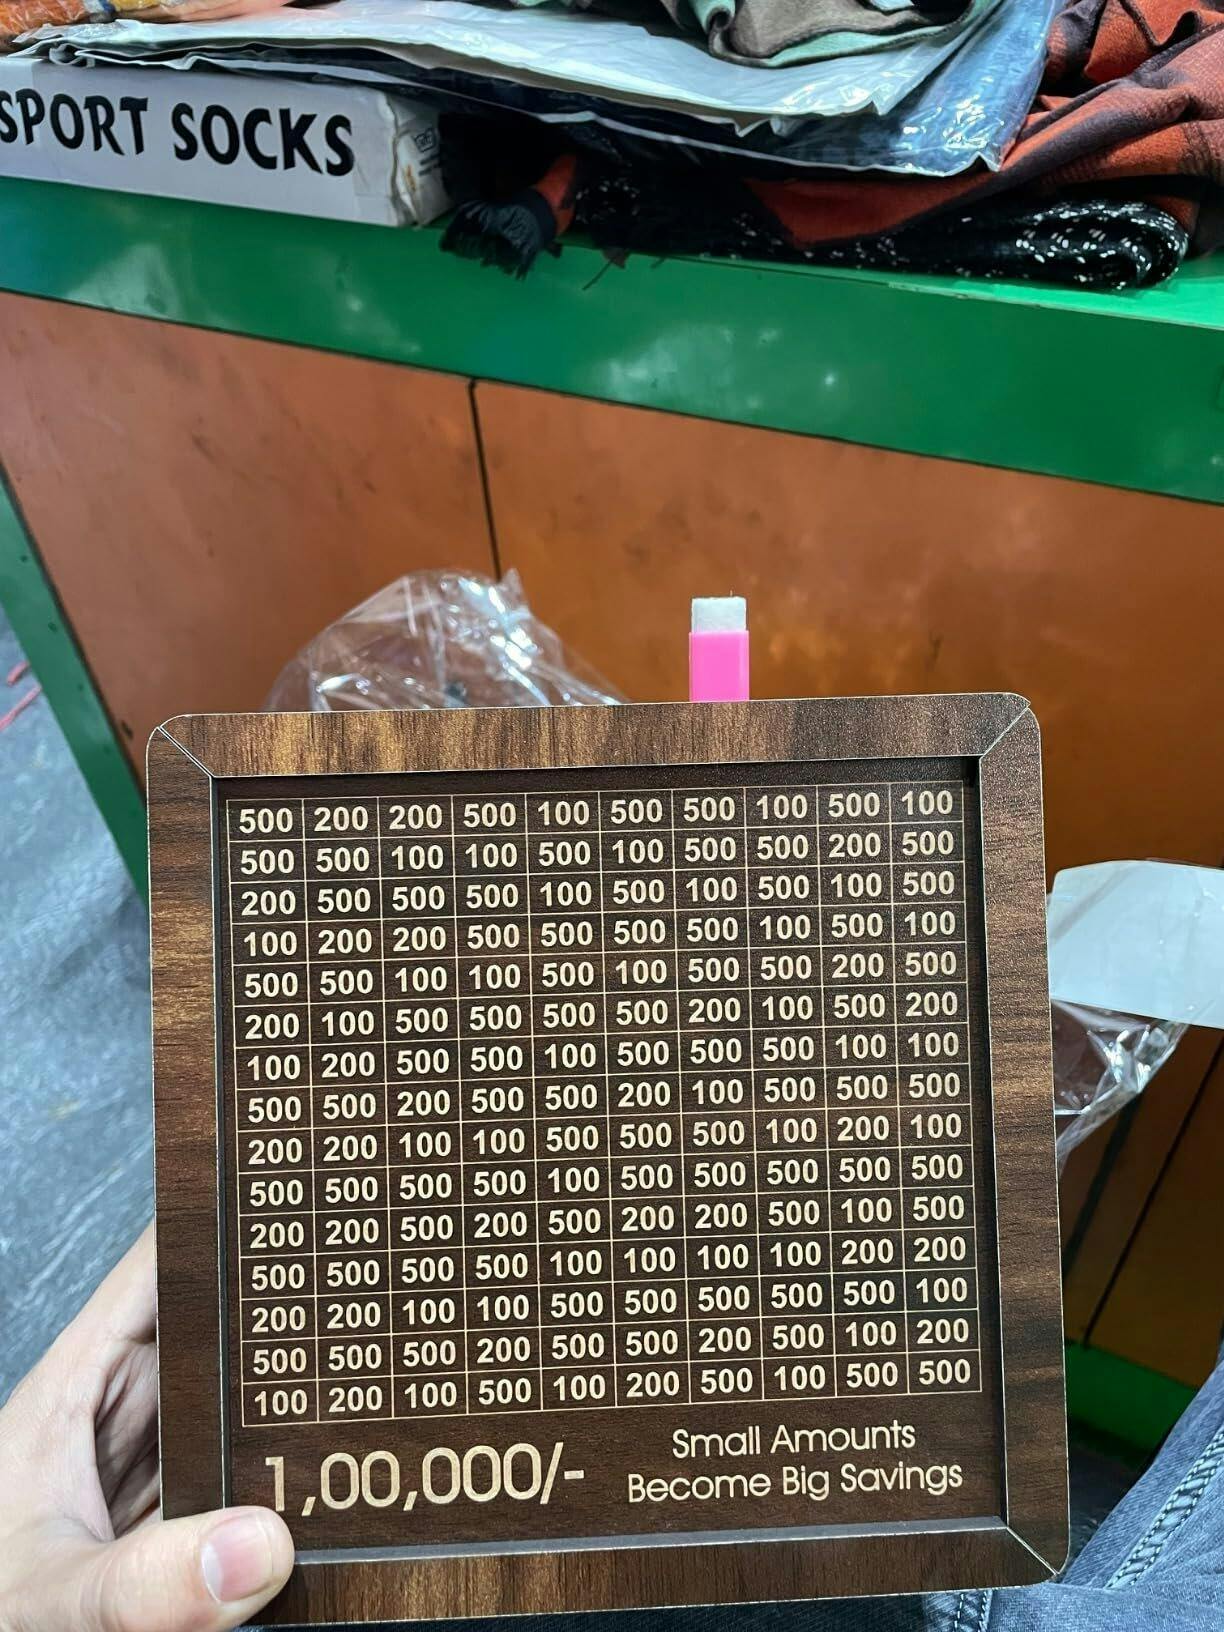 SPORT SOCKS
500 200 200 500 100 500 500 100 500 100
500 500 100 100 500 100 500 500 200 500
200 500 500 500 100 500 100 500 100 500
100 200 200 500 500 500 500 100 500 100
500 500 100 100 500 100 500 500 200 500
200 100 500 500 500 500 200 100 500 200
100 200 500 500 100 500 500 500 100 100
500 500 200 500 500 200 100 500 500 500
200 200 100 100 500 500 500 100 200 100
500 500 500 500 100 500 500 500 500 500
200 200 500 200 500 200 200 500 100 500
500 500 500 500 100 100 100 100 200 200
200 200 100 100 500 500 500 500 500 100
500 500 500 200 500 500 200 500 100 200
100 200 100 500 100 200 500 100 500 500
1,00,000/-
Small Amounts
Become Big Savings